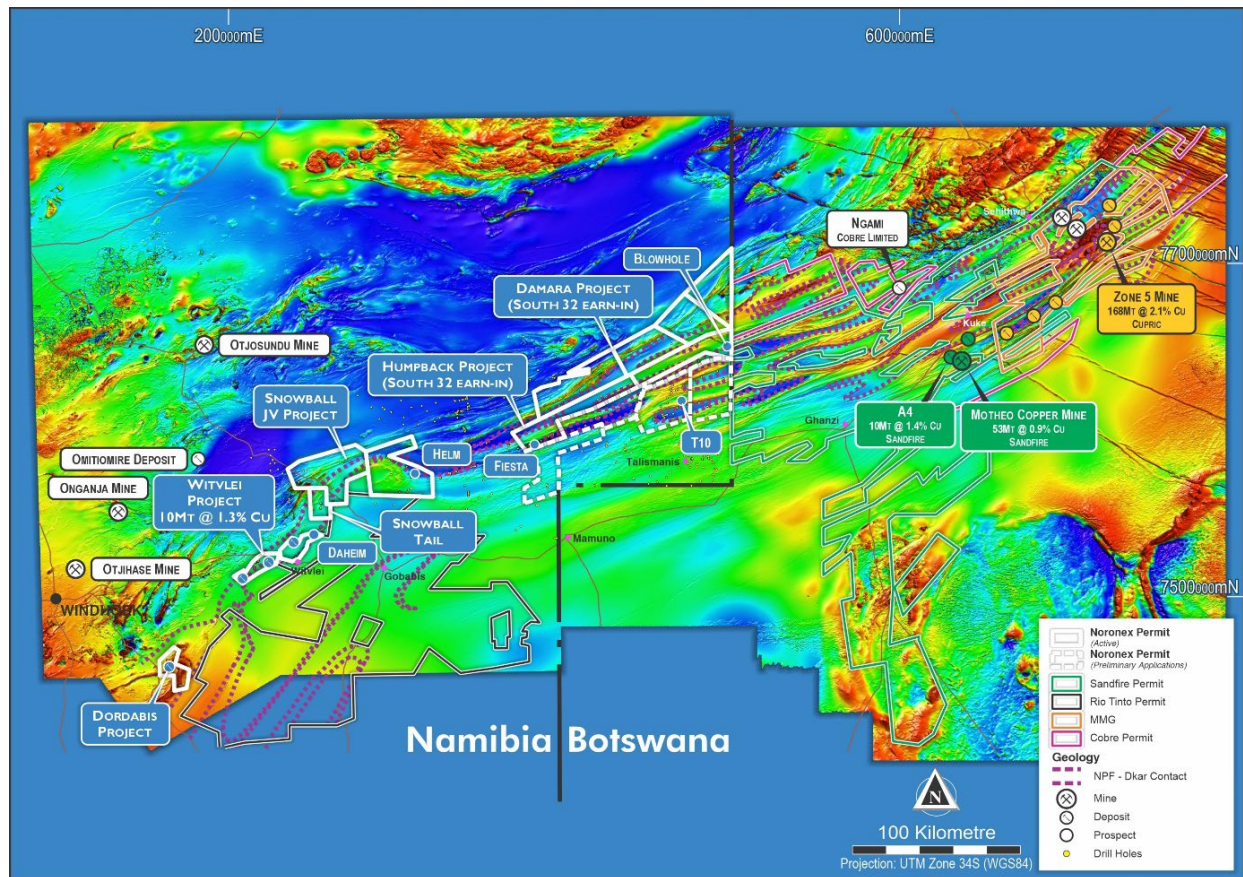 200000mE
600000mE
7700000mN
7500000mN
Sehithwa
NGAMI
COBRE LIMITED
BLOWHOLE
DAMARA PROJECT
(SOUTH 32 EARN-IN)
Kuke
ZONE 5 MINE
168MT @ 2.1% CU
CUPRIC
OTJOSUNDU MINE
HUMPBACK PROJECT
(SOUTH 32 EARN-IN)
SNOWBALL
JV PROJECT
A4
10MT @ 1.4% CU
SANDFIRE
MOTHEO COPPER MINE
53MT @ 0.9% CU
SANDFIRE
Ghanzi
T10
OMITIOMIRE DEPOSIT
HELM
FIESTA
Talismanis
ONGANJA MINE
WITVLEI
PROJECT
10MT @ 1.3% CU
SNOWBALL
TAIL
DAHEIM
Mamuno
OTJIHASE MINE
Witvlei
Gobabis
WINDHOEK
DORDABIS
PROJECT
Namibia Botswana
N
100 Kilometre
Projection: UTM Zone 34S (WGS84)
Noronex Permit
(Active)
Noronex Permit
(Preliminary Applications)
Sandfire Permit
Rio Tinto Permit
MMG
Cobre Permit
Geology
NPF - Dkar Contact
Mine
Deposit
Prospect
Drill Holes